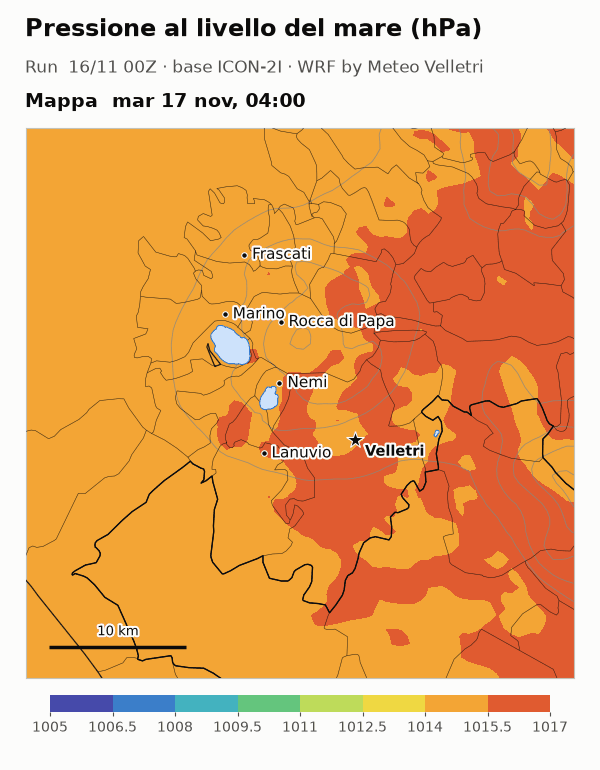 Pressione al livello del mare (hPa)
Run  16/11 00Z · base ICON-2I · WRF by Meteo Velletri
Mappa  mar 17 nov, 04:00
Frascati
Marino
Rocca di Papa
Nemi
Velletri
Lanuvio
10 km
1005 1006.5 1008 1009.5 1011 1012.5 1014 1015.5 1017